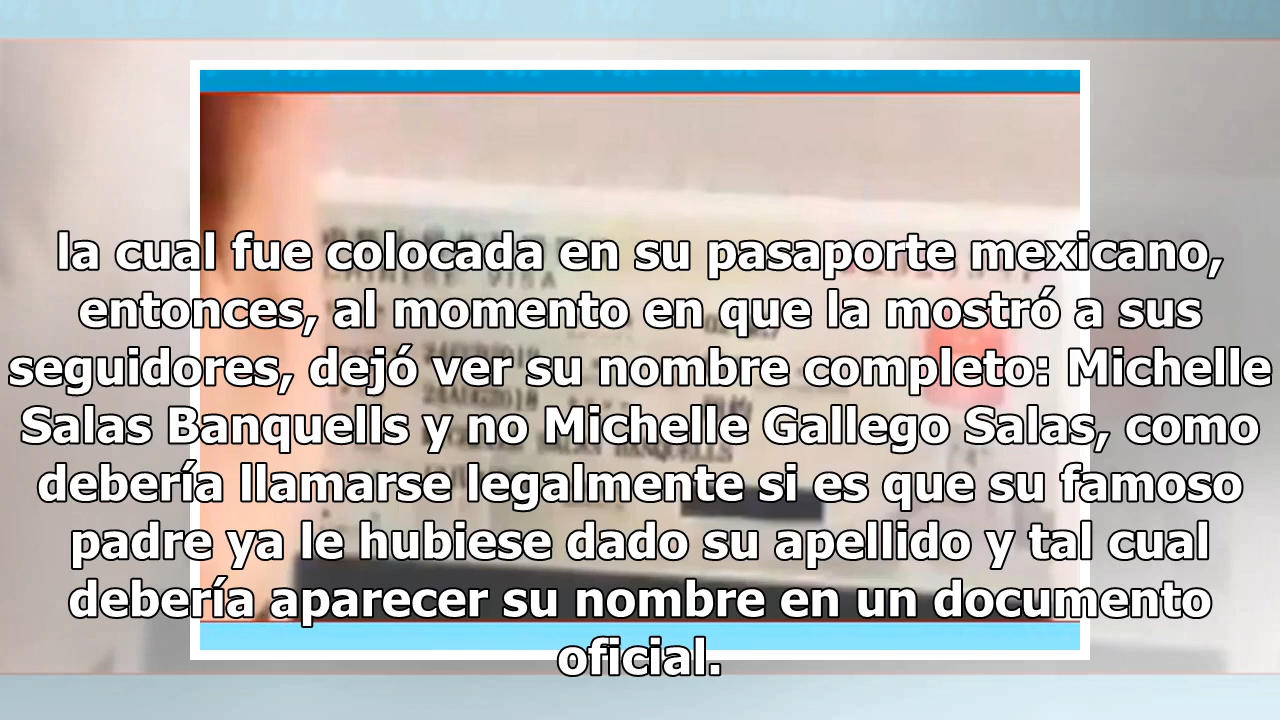 la cual fue colocada en su pasaporte mexicano,
entonces, al momento en que la mostró a sus
seguidores, dejó ver su nombre completo: Michelle
Salas Banquells y no Michelle Gallego Salas, como
debería llamarse legalmente si es que su famoso
padre ya le hubiese dado su apellido y tal cual
debería aparecer su nombre en un documento
oficial.